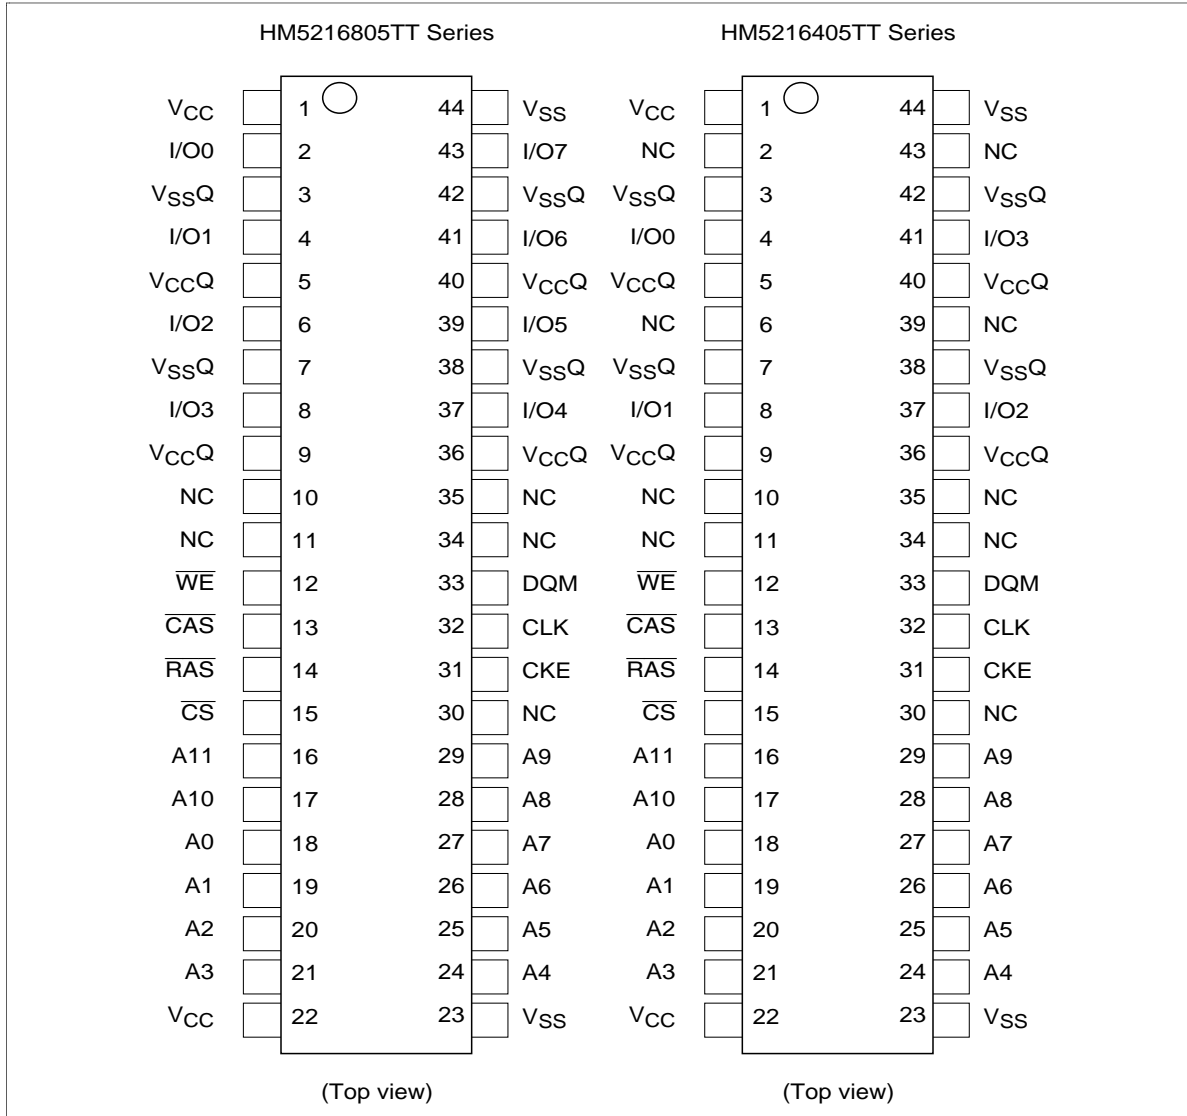 HM5216805TT Series HM5216405TT Series
VCC 1 44 VSS VCC 1 44 VSS
I/O0 2 43 I/O7 NC 2 43 NC
VSSQ 3 42 VSSQ VSSQ 3 42 VSSQ
I/O1 4 41 I/O6 I/O0 4 41 I/O3
VCCQ 5 40 VCCQ VCCQ 5 40 VCCQ
I/O2 6 39 I/O5 NC 6 39 NC
VSSQ 7 38 VSSQ VSSQ 7 38 VSSQ
I/O3 8 37 I/O4 I/O1 8 37 I/O2
VCCQ 9 36 VCCQ VCCQ 9 36 VCCQ
NC 10 35 NC NC 10 35 NC
NC 11 34 NC NC 11 34 NC
W̅E̅ 12 33 DQM W̅E̅ 12 33 DQM
C̅A̅S̅ 13 32 CLK C̅A̅S̅ 13 32 CLK
R̅A̅S̅ 14 31 CKE R̅A̅S̅ 14 31 CKE
C̅S̅ 15 30 NC C̅S̅ 15 30 NC
A11 16 29 A9 A11 16 29 A9
A10 17 28 A8 A10 17 28 A8
A0 18 27 A7 A0 18 27 A7
A1 19 26 A6 A1 19 26 A6
A2 20 25 A5 A2 20 25 A5
A3 21 24 A4 A3 21 24 A4
VCC 22 23 VSS VCC 22 23 VSS
(Top view) (Top view)